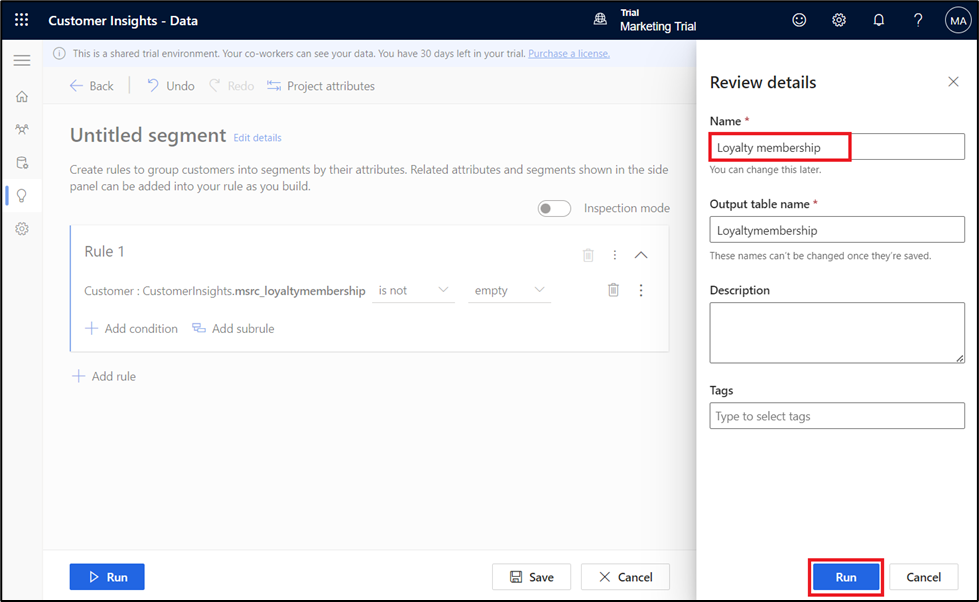 Customer Insights - Data
Trial
Marketing Trial
?
MA
This is a shared trial environment. Your co-workers can see your data. You have 30 days left in your trial. Purchase a license.
Back
Undo
Redo
Project attributes
Untitled segment Edit details
Create rules to group customers into segments by their attributes. Related attributes and segments shown in the side
panel can be added into your rule as you build.
Inspection mode
Rule 1
Customer : CustomerInsights.msrc_loyaltymembership is not empty
Add condition
Add subrule
Add rule
Run
Save
Cancel
Review details
Name *
Loyalty membership
You can change this later.
Output table name *
Loyaltymembership
These names can't be changed once they're saved.
Description
Tags
Type to select tags
Run
Cancel